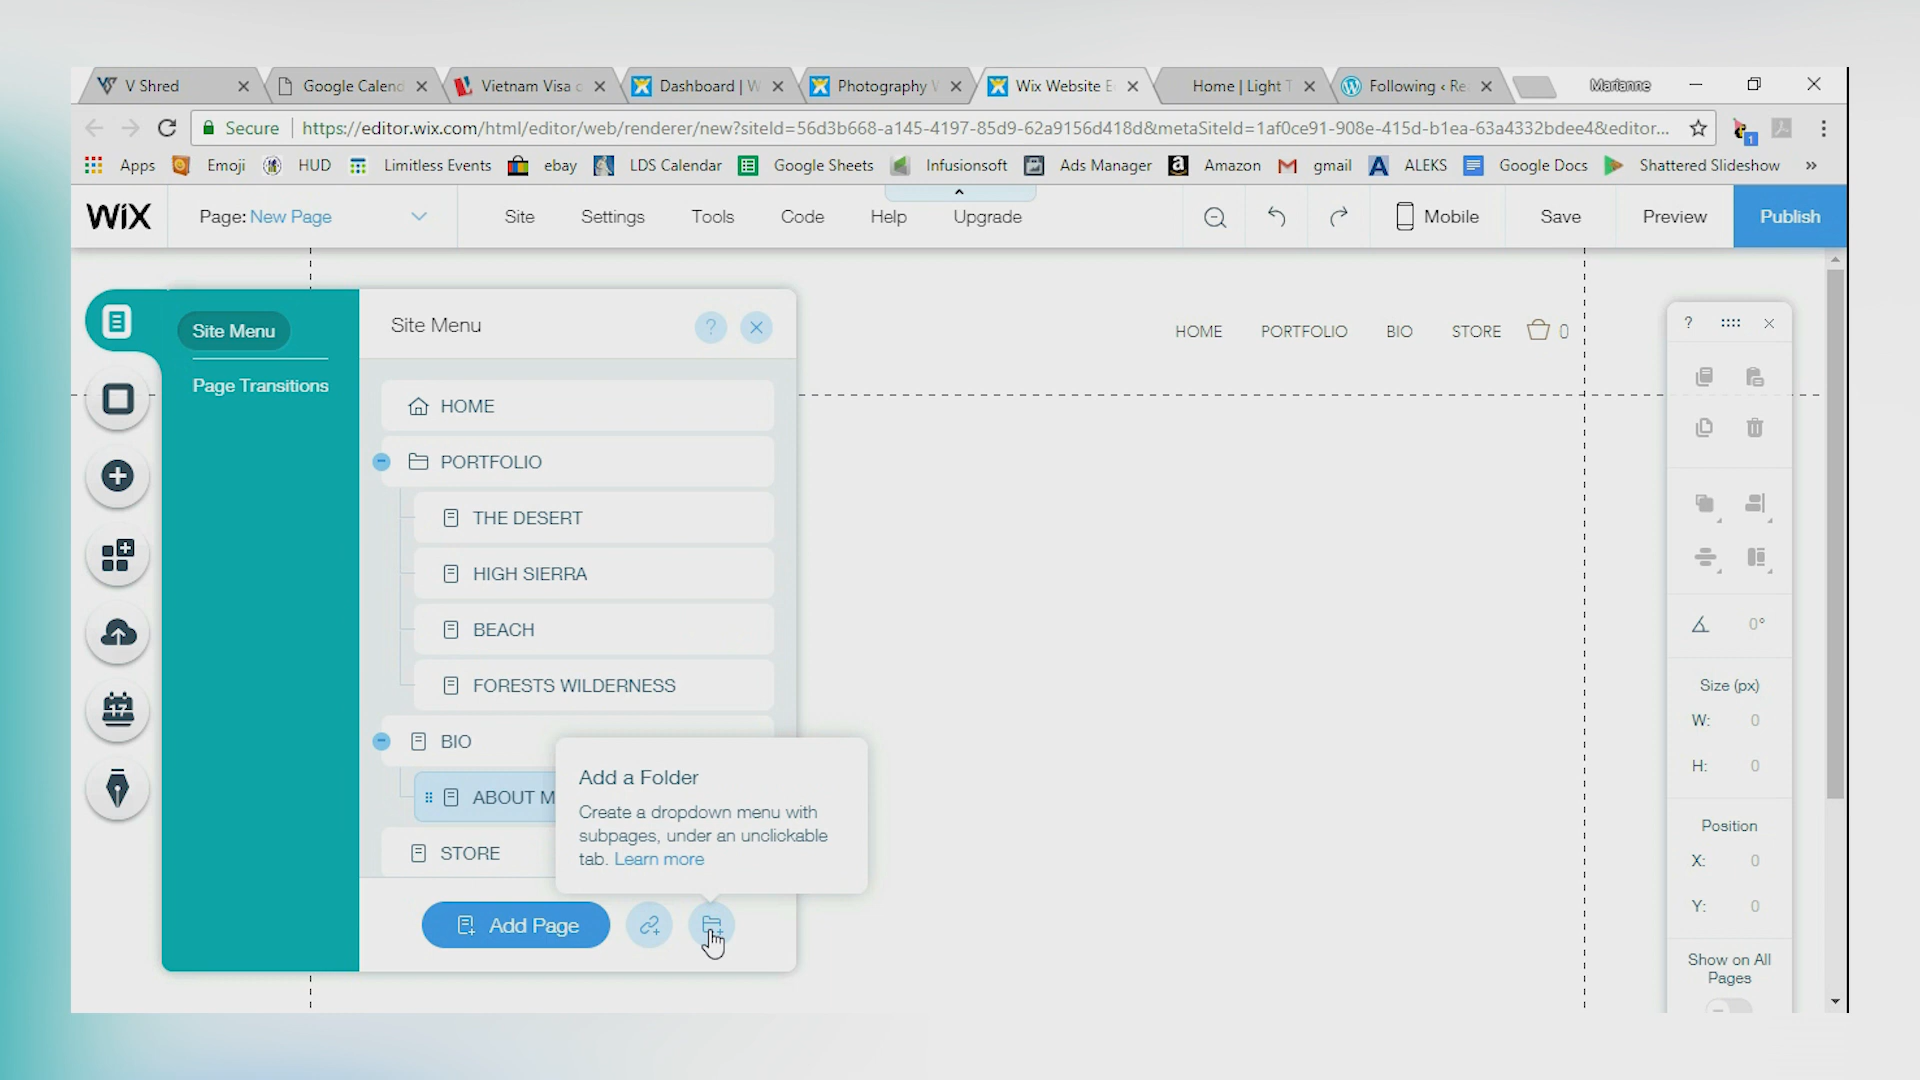 V Shred
Google Calend
Vietnam Visa c
Dashboard | W
Photography W
Wix Website E
Home | Light T
Following ‹ Re
Marianne
Secure
https://editor.wix.com/html/editor/web/renderer/new?siteId=56d3b668-a145-4197-85d9-62a9156d418d&metaSiteId=1af0ce91-908e-415d-b1ea-63a4332bdee4&editor...
1
Apps
Emoji
HUD
Limitless Events
ebay
LDS Calendar
Google Sheets
Infusionsoft
Ads Manager
Amazon
gmail
ALEKS
Google Docs
Shattered Slideshow
»
WiX
Page: New Page
Site
Settings
Tools
Code
Help
Upgrade
Mobile
Save
Preview
Publish
Site Menu
Page Transitions
17
Site Menu
?
HOME
PORTFOLIO
THE DESERT
HIGH SIERRA
BEACH
FORESTS WILDERNESS
BIO
ABOUT M
STORE
Add a Folder
Create a dropdown menu with
subpages, under an unclickable
tab. Learn more
Add Page
HOME
PORTFOLIO
BIO
STORE
0
?
0°
Size (px)
W: 0
H: 0
Position
X: 0
Y: 0
Show on All
Pages